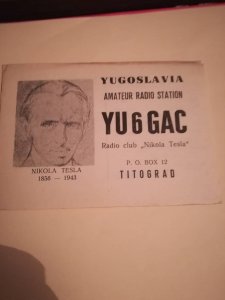 YUGOSLAVIA
AMATEUR RADIO STATION
YU6GAC
Radio club „Nikola Tesla"
P. O. BOX 12
TITOGRAD
NIKOLA TESLA
1856 - 1943